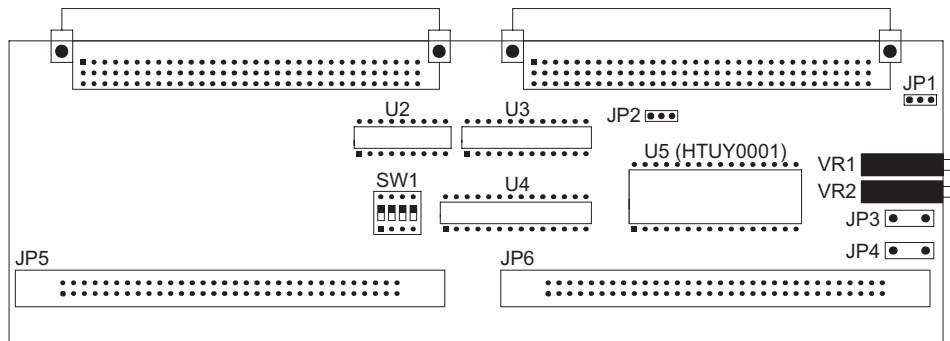 JP1
U2
U3
JP2
U5 (HTUY0001)
VR1
SW1
U4
VR2
JP3
JP4
JP5
JP6